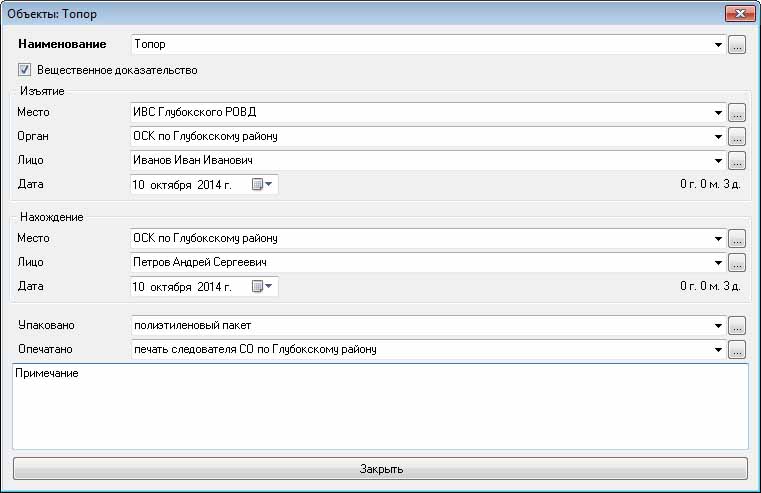 Объекты: Топор
Наименование Топор ...
Вещественное доказательство
Изъятие
Место ИВС Глубокского РОВД ...
Орган ОСК по Глубокскому району ...
Лицо Иванов Иван Иванович ...
Дата 10 октября 2014 г. 0 г. 0 м. 3 д.
Нахождение
Место ОСК по Глубокскому району ...
Лицо Петров Андрей Сергеевич ...
Дата 10 октября 2014 г. 0 г. 0 м. 3 д.
Упаковано полиэтиленовый пакет ...
Опечатано печать следователя СО по Глубокскому району ...
Примечание
Закрыть